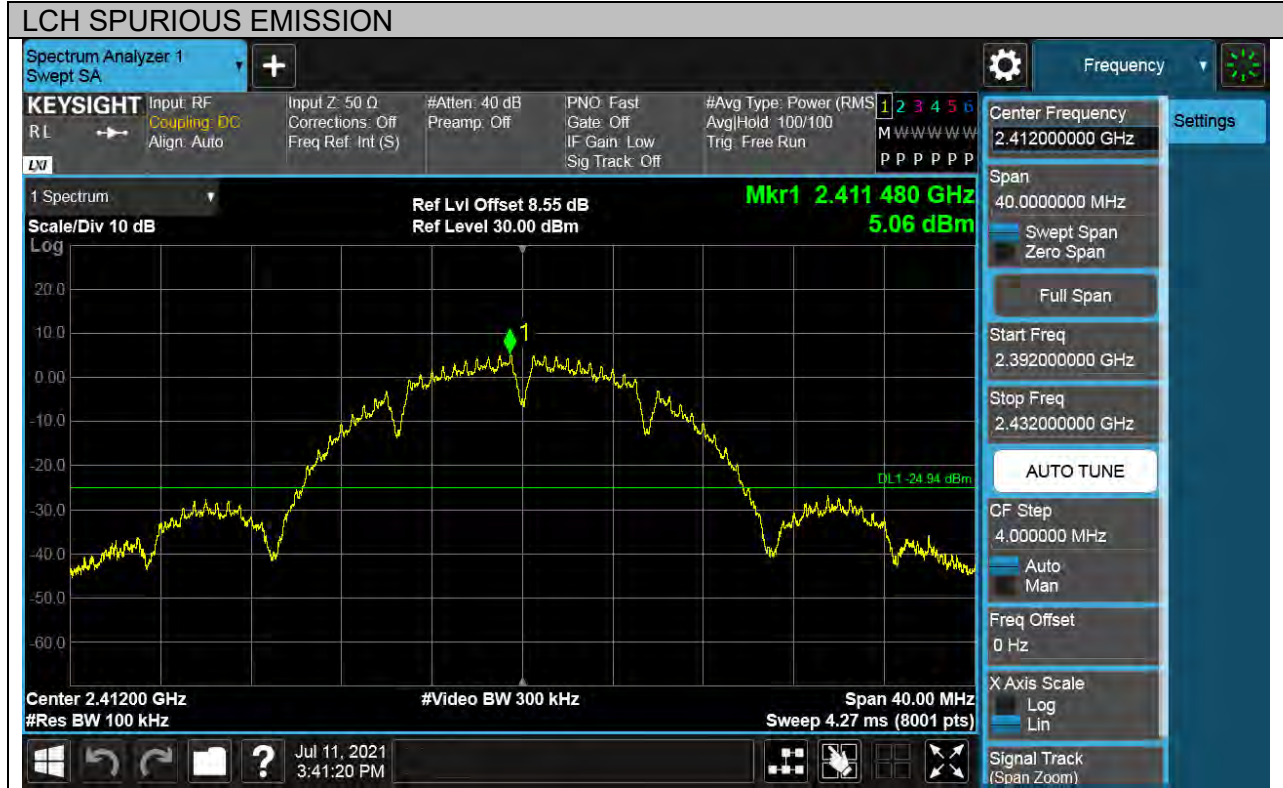 LCH SPURIOUS EMISSION
Spectrum Analyzer 1
Swept SA
+
Frequency
KEYSIGHT
RL
LXI
Input: RF
Coupling: DC
Align: Auto
Input Z: 50 Ω
Corrections: Off
Freq Ref: Int (S)
#Atten: 40 dB
Preamp: Off
PNO: Fast
Gate: Off
IF Gain: Low
Sig Track: Off
#Avg Type: Power (RMS
Avg|Hold: 100/100
Trig: Free Run
1 2 3 4 5 6
M W W W W W
P P P P P P
1 Spectrum
Scale/Div 10 dB
Log
Ref Lvl Offset 8.55 dB
Ref Level 30.00 dBm
Mkr1 2.411 480 GHz
5.06 dBm
20.0
10.0
0.00
-10.0
-20.0
-30.0
-40.0
-50.0
-60.0
1
DL1 -24.94 dBm
Center 2.41200 GHz
#Res BW 100 kHz
#Video BW 300 kHz
Span 40.00 MHz
Sweep 4.27 ms (8001 pts)
Center Frequency
2.412000000 GHz
Settings
Span
40.0000000 MHz
Swept Span
Zero Span
Full Span
Start Freq
2.392000000 GHz
Stop Freq
2.432000000 GHz
AUTO TUNE
CF Step
4.000000 MHz
Auto
Man
Freq Offset
0 Hz
X Axis Scale
Log
Lin
Signal Track
(Span Zoom)
?
Jul 11, 2021
3:41:20 PM